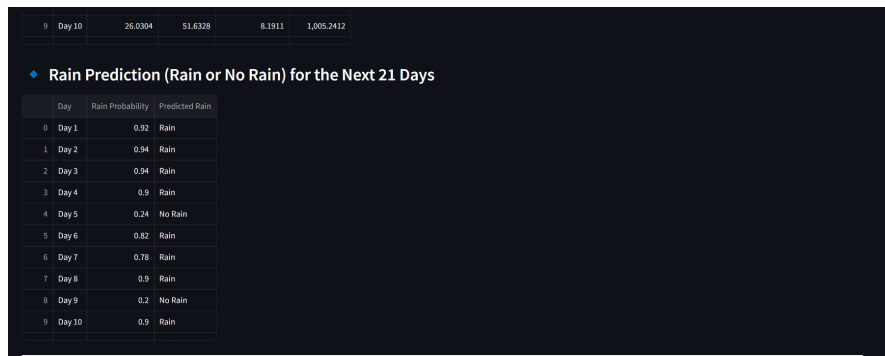 9 Day 10 26.0304 51.6328 8.1911 1,005.2412
Rain Prediction (Rain or No Rain) for the Next 21 Days
Day Rain Probability Predicted Rain
0 Day 1 0.92 Rain
1 Day 2 0.94 Rain
2 Day 3 0.94 Rain
3 Day 4 0.9 Rain
4 Day 5 0.24 No Rain
5 Day 6 0.82 Rain
6 Day 7 0.78 Rain
7 Day 8 0.9 Rain
8 Day 9 0.2 No Rain
9 Day 10 0.9 Rain